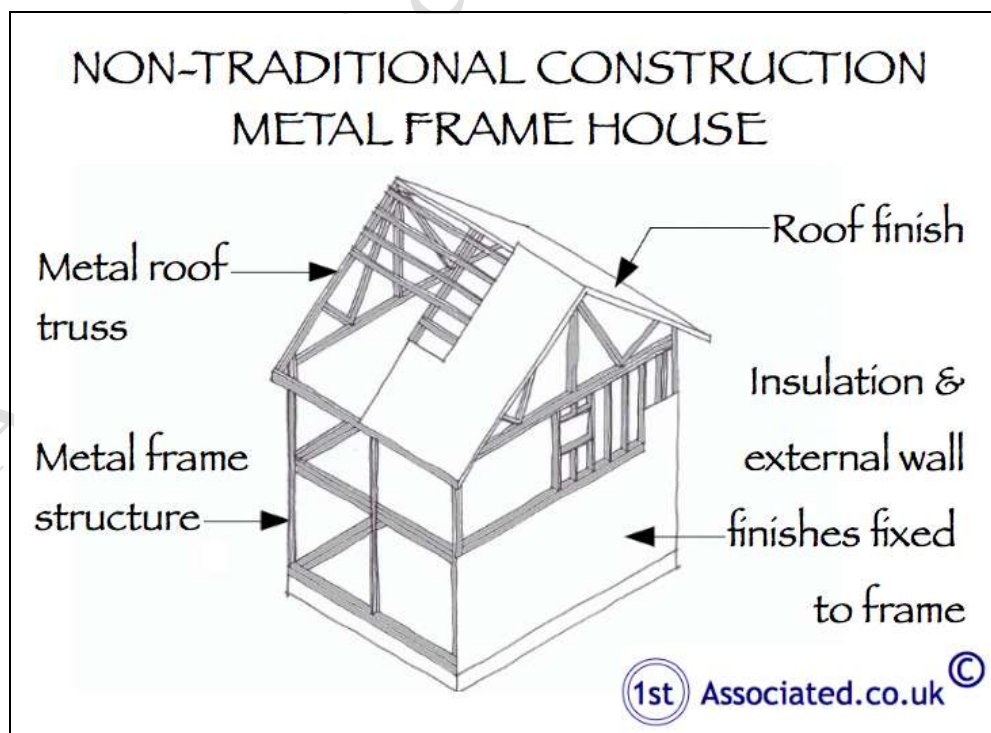 NON-TRADITIONAL CONSTRUCTION
METAL FRAME HOUSE
Metal roof
truss
Roof finish
Metal frame
structure
Insulation &
external wall
finishes fixed
to frame
1st Associated.co.uk ©